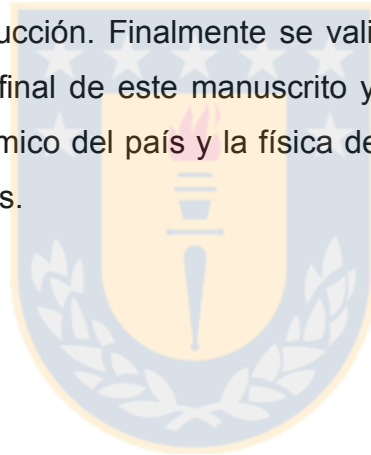 ucción. Finalmente se vali
final de este manuscrito y
mico del país y la física de
s.